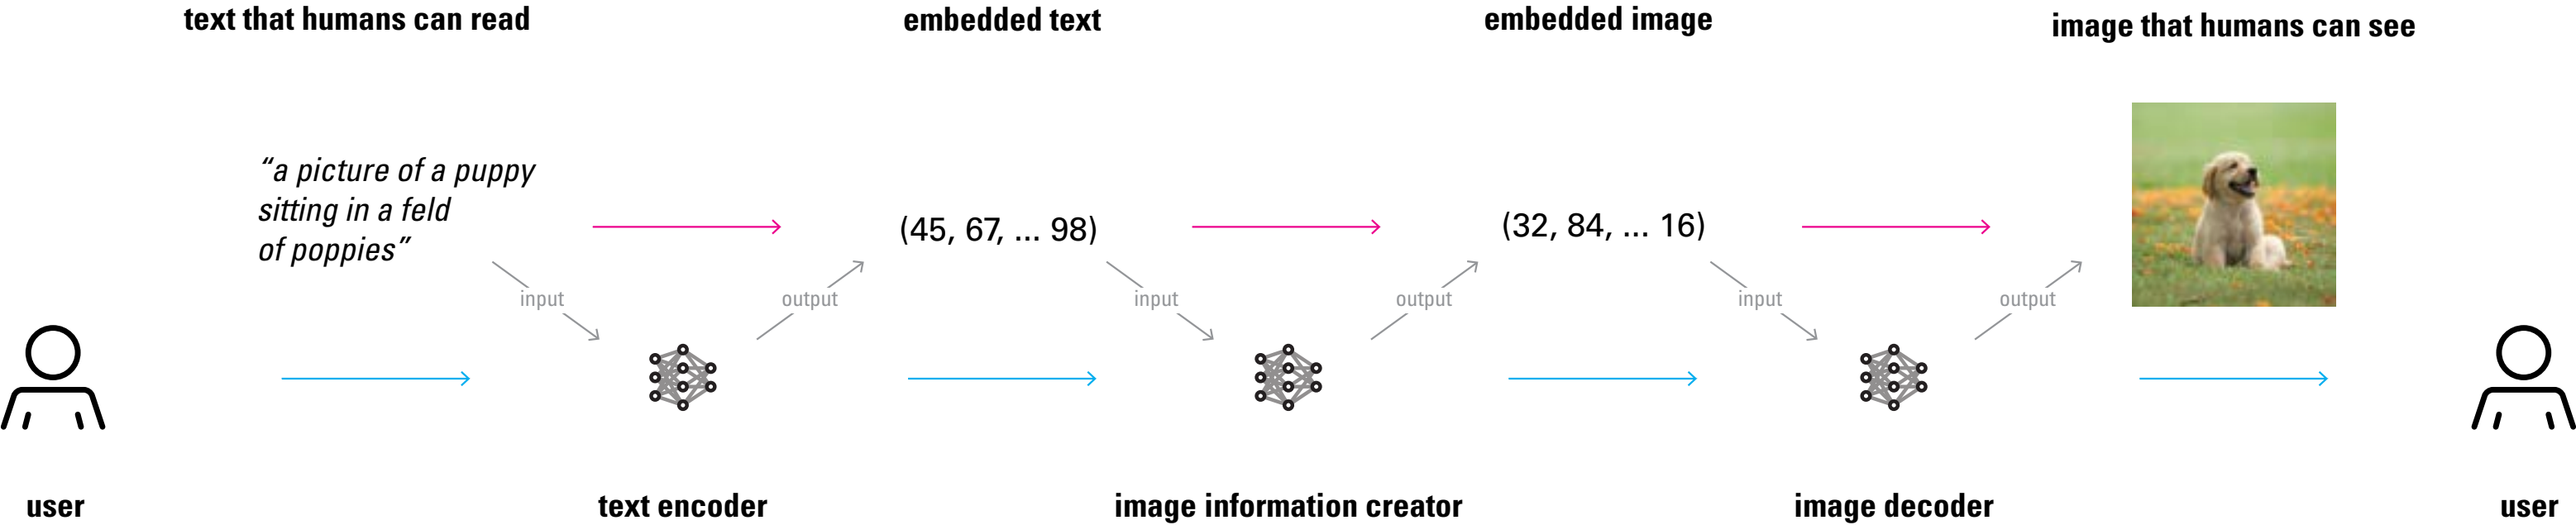 text that humans can read
embedded text
embedded image
image that humans can see
“a picture of a puppy
sitting in a feld
of poppies”
(45, 67, ... 98)
(32, 84, ... 16)
input
output
input
output
input
output
user
text encoder
image information creator
image decoder
user